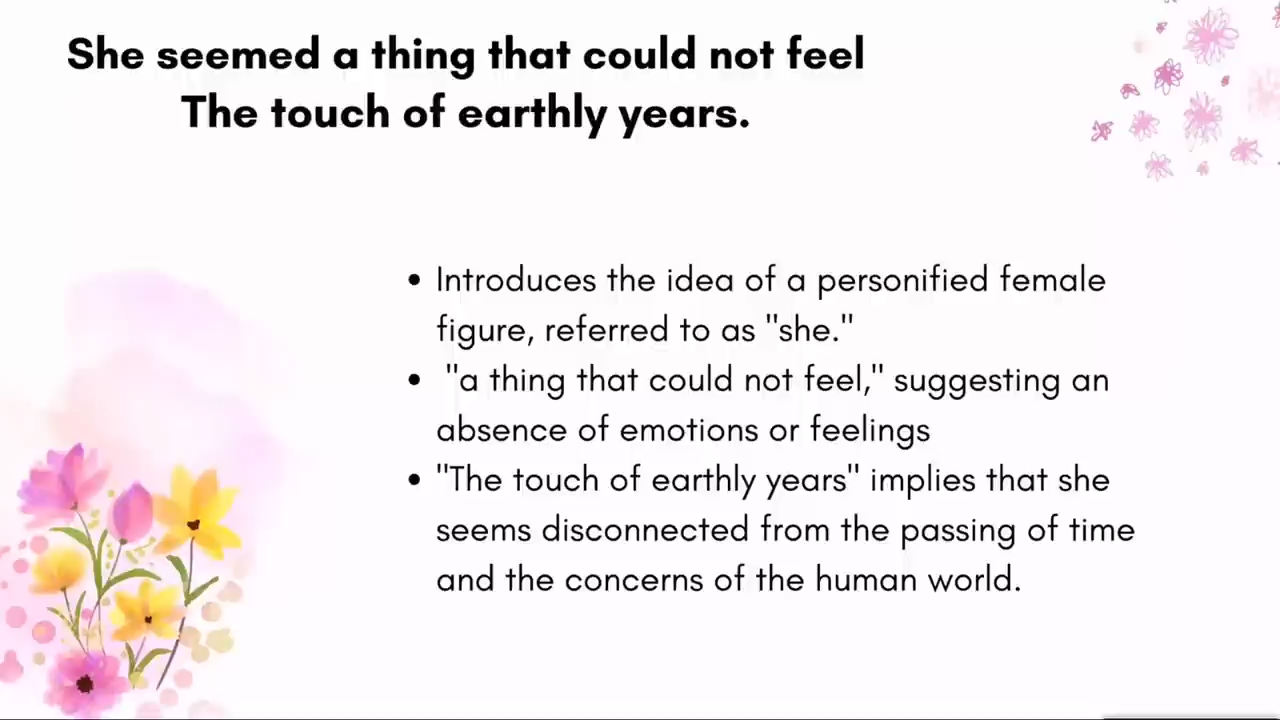 She seemed a thing that could not feel
The touch of earthly years.
• Introduces the idea of a personified female
figure, referred to as "she."
• "a thing that could not feel," suggesting an
absence of emotions or feelings
• "The touch of earthly years" implies that she
seems disconnected from the passing of time
and the concerns of the human world.